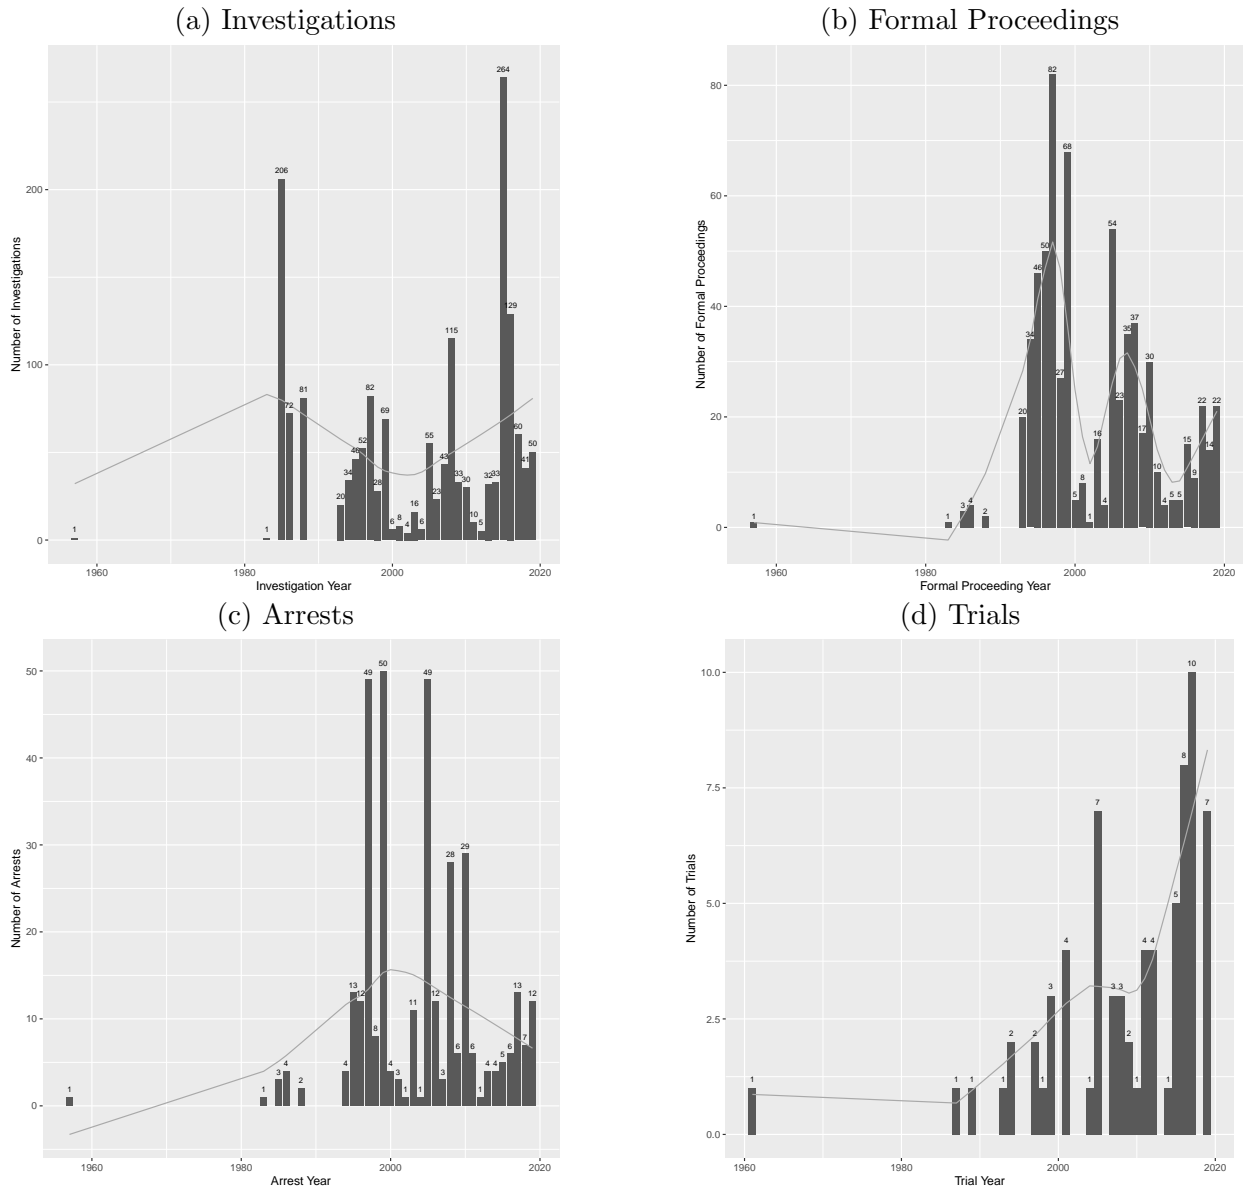 (a) Investigations
Number of Investigations
200
100
0
1 1 206 72 81 20 34 46 52 82 28 69 6 8 4 16 6 55 23 43 115 33 30 10 5 32 33 264 129 60 41 50
1960 1980 2000 2020
Investigation Year
(b) Formal Proceedings
Number of Formal Proceedings
80
60
40
20
0
1 1 3 4 2 20 34 46 50 82 27 68 5 8 1 16 4 54 23 35 37 17 30 10 4 5 5 15 9 22 14 22
1960 1980 2000 2020
Formal Proceeding Year
(c) Arrests
Number of Arrests
50
40
30
20
10
0
1 1 3 4 2 4 13 12 49 8 50 4 3 1 11 1 49 12 3 28 6 29 6 1 4 4 5 6 13 7 12
1960 1980 2000 2020
Arrest Year
(d) Trials
Number of Trials
10.0
7.5
5.0
2.5
0.0
1 1 1 1 2 2 1 3 4 1 7 3 3 2 1 4 4 1 5 8 10 7
1960 1980 2000 2020
Trial Year